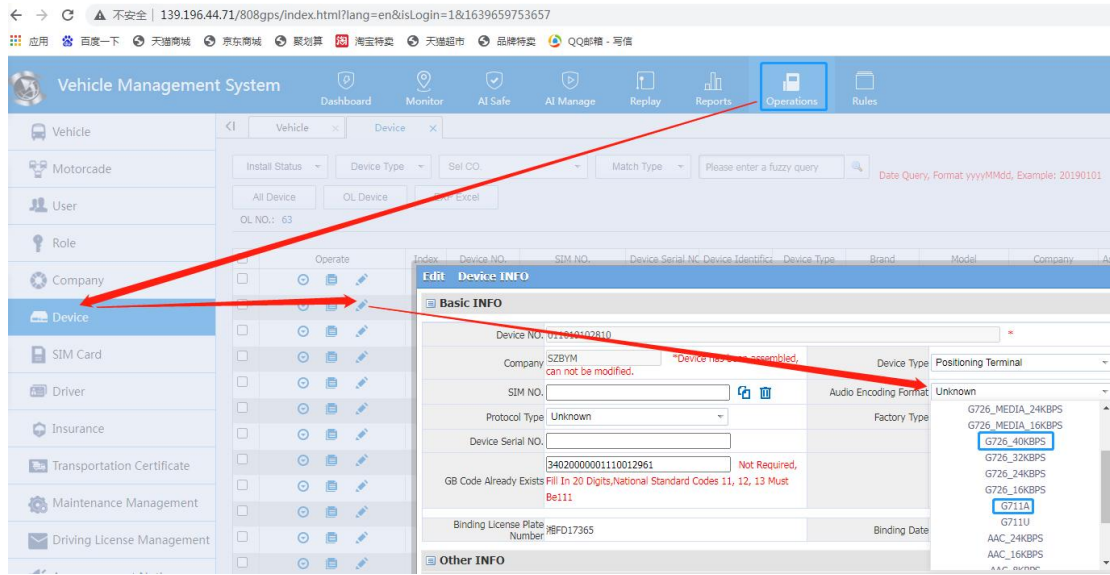 不安全 | 139.196.44.71/808gps/index.html?lang=en&isLogin=1&1639659753657
应用 百度一下 天猫商城 京东商城 聚划算 淘 淘宝特卖 天猫超市 品牌特卖 QQ邮箱 - 写信
Vehicle Management System
Dashboard Monitor AI Safe AI Manage Replay Reports Operations Rules
Vehicle
Motorcade
User
Role
Company
Device
SIM Card
Driver
Insurance
Transportation Certificate
Maintenance Management
Driving License Management
Vehicle Device
Install Status Device Type Sel CO. Match Type Please enter a fuzzy query Date Query, Format yyyyMMdd, Example: 20190101
All Device OL Device Excel
OL NO.: 63
Operate Index Device NO. SIM NO. Device Serial NO Device Identific Device Type Brand Model Company
Edit Device INFO
Basic INFO
Device NO. 011010102810 *
Company SZBYM *Device has been assembled, can not be modified.
Device Type Positioning Terminal
SIM NO.
Audio Encoding Format Unknown
Protocol Type Unknown
Factory Type
Device Serial NO.
GB Code Already Exists 34020000001110012961 Not Required,
Fill In 20 Digits,National Standard Codes 11, 12, 13 Must
Be111
Binding License Plate Number 湘FD17365
Binding Date
G726_MEDIA_24KBPS
G726_MEDIA_16KBPS
G726_40KBPS
G726_32KBPS
G726_24KBPS
G726_16KBPS
G711A
G711U
AAC_24KBPS
AAC_16KBPS
AAC_8KBPS
Other INFO